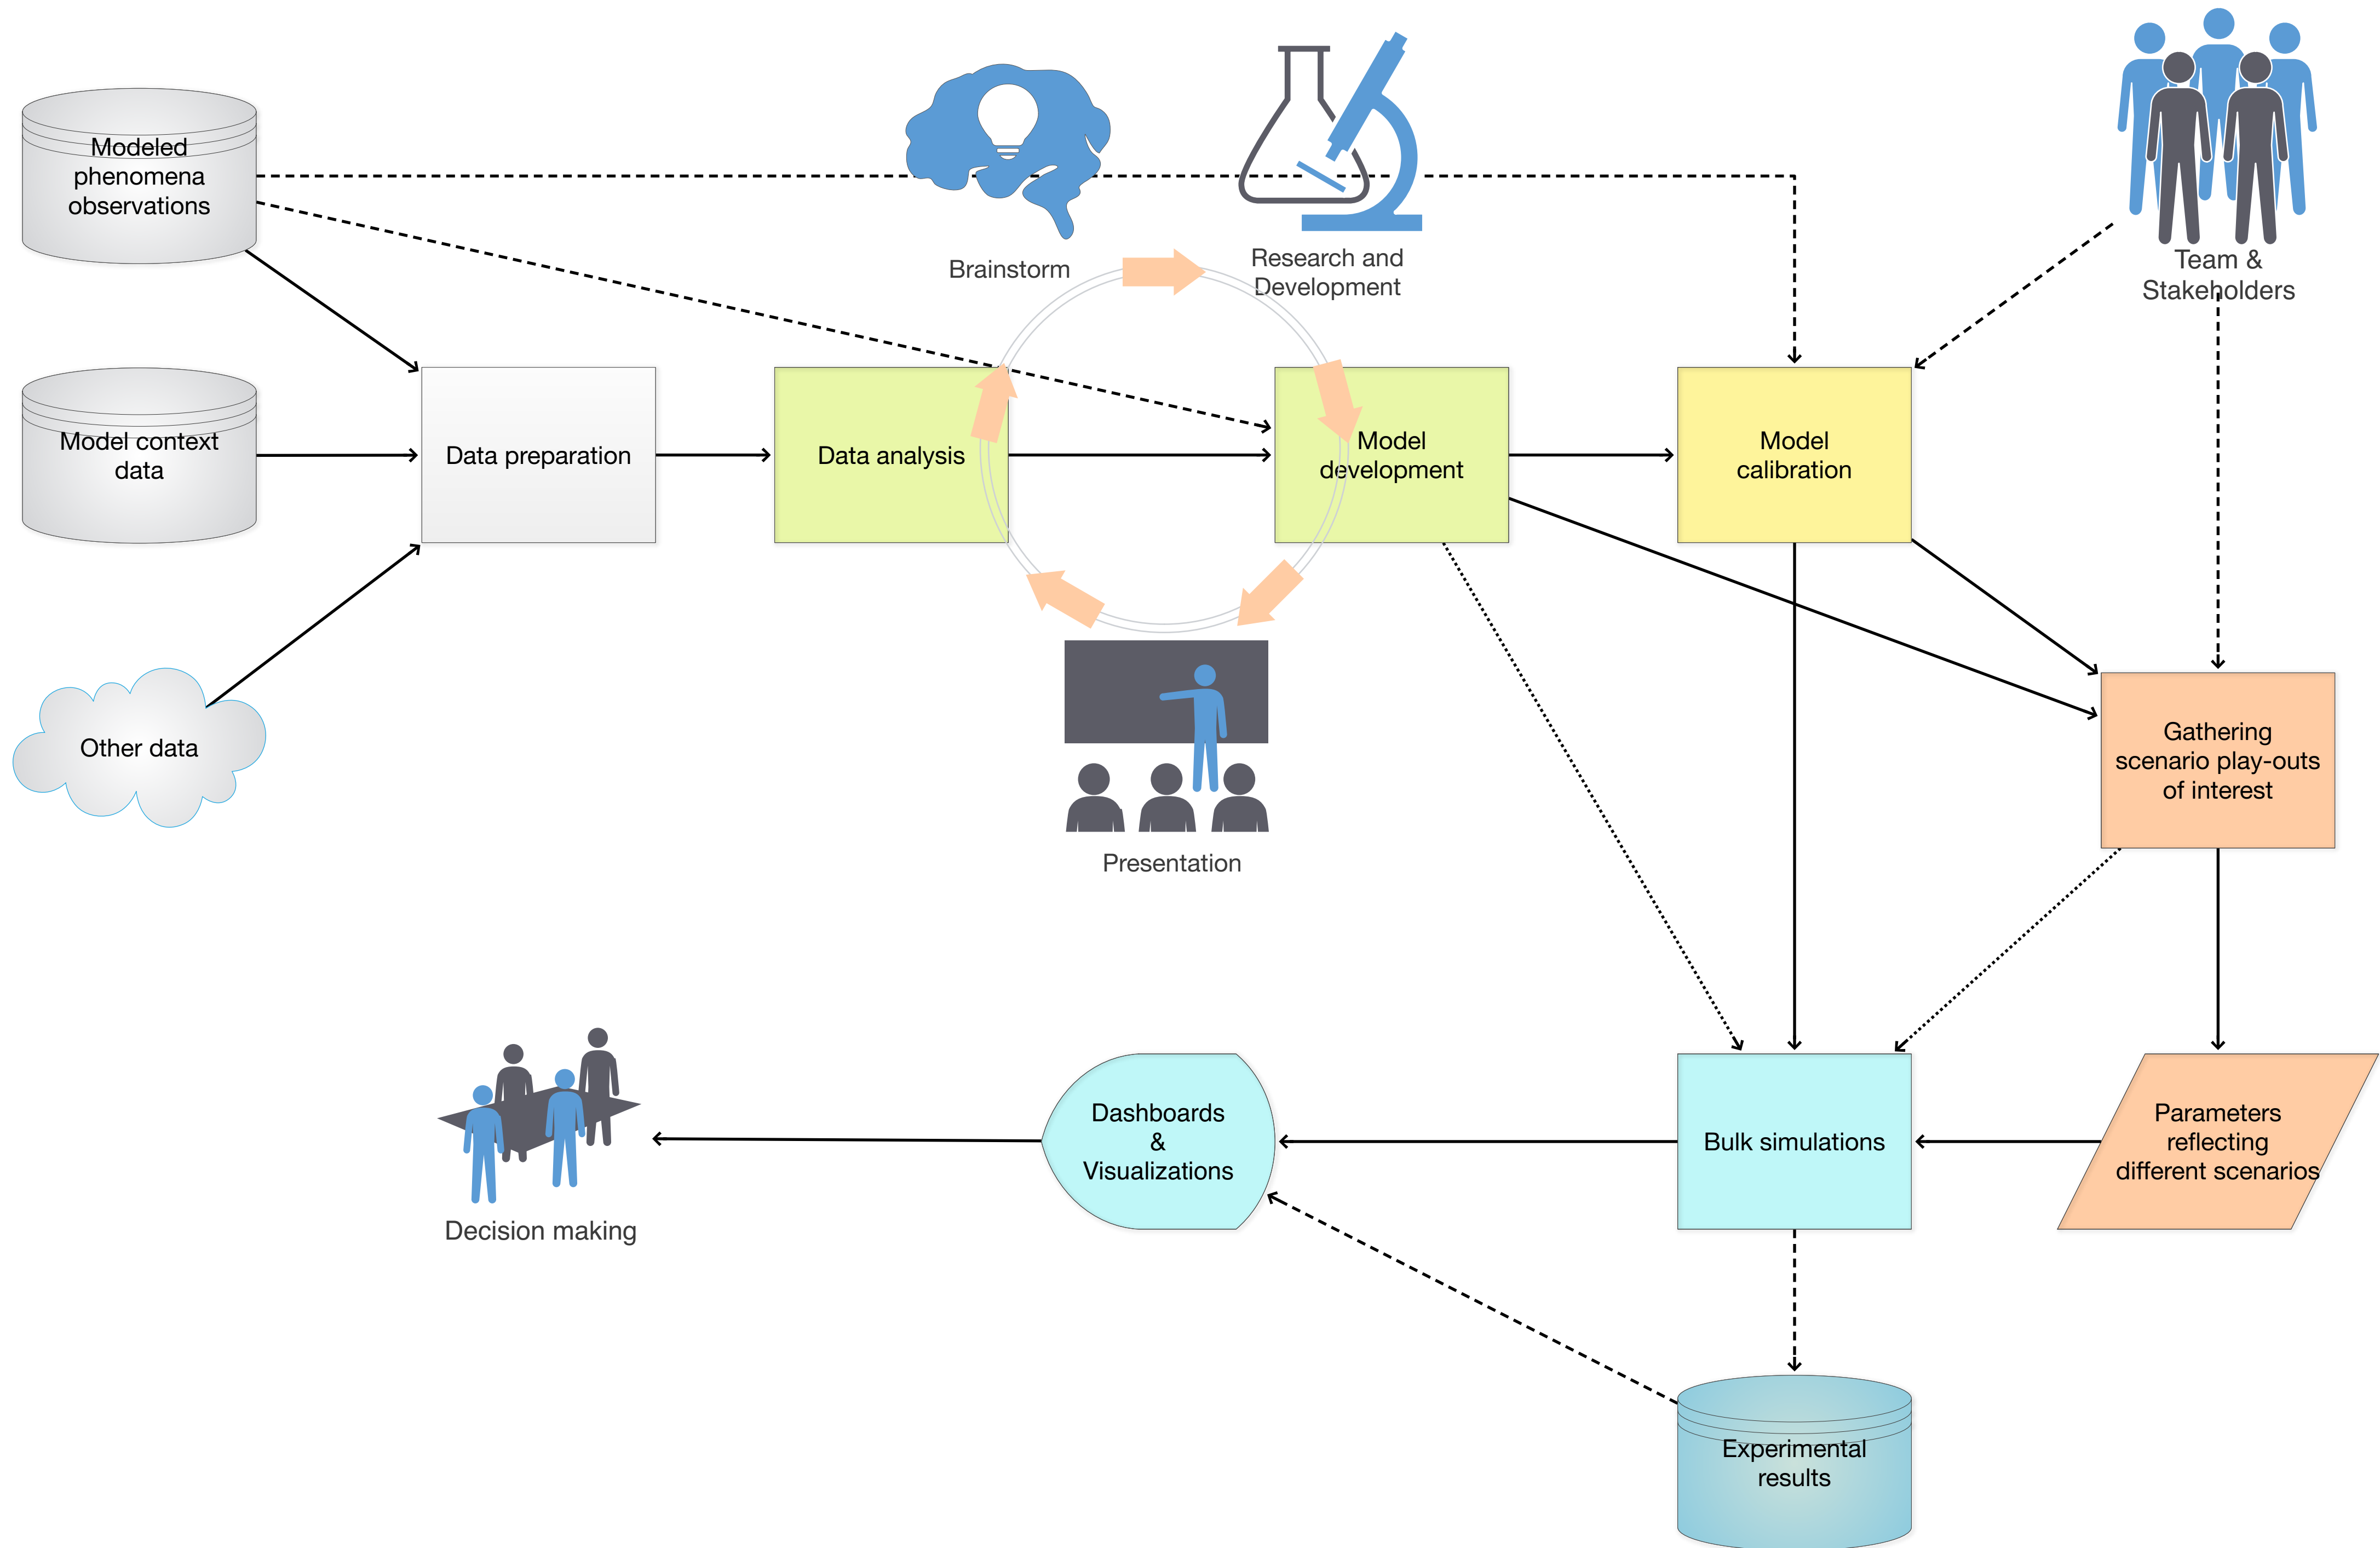 Modeled
phenomena
observations
Brainstorm
Research and
Development
Team &
Stakeholders
Model context
data
Data preparation
Data analysis
Model
development
Model
calibration
Other data
Gathering
scenario play-outs
of interest
Presentation
Decision making
Dashboards
&
Visualizations
Bulk simulations
Parameters
reflecting
different scenarios
Experimental
results